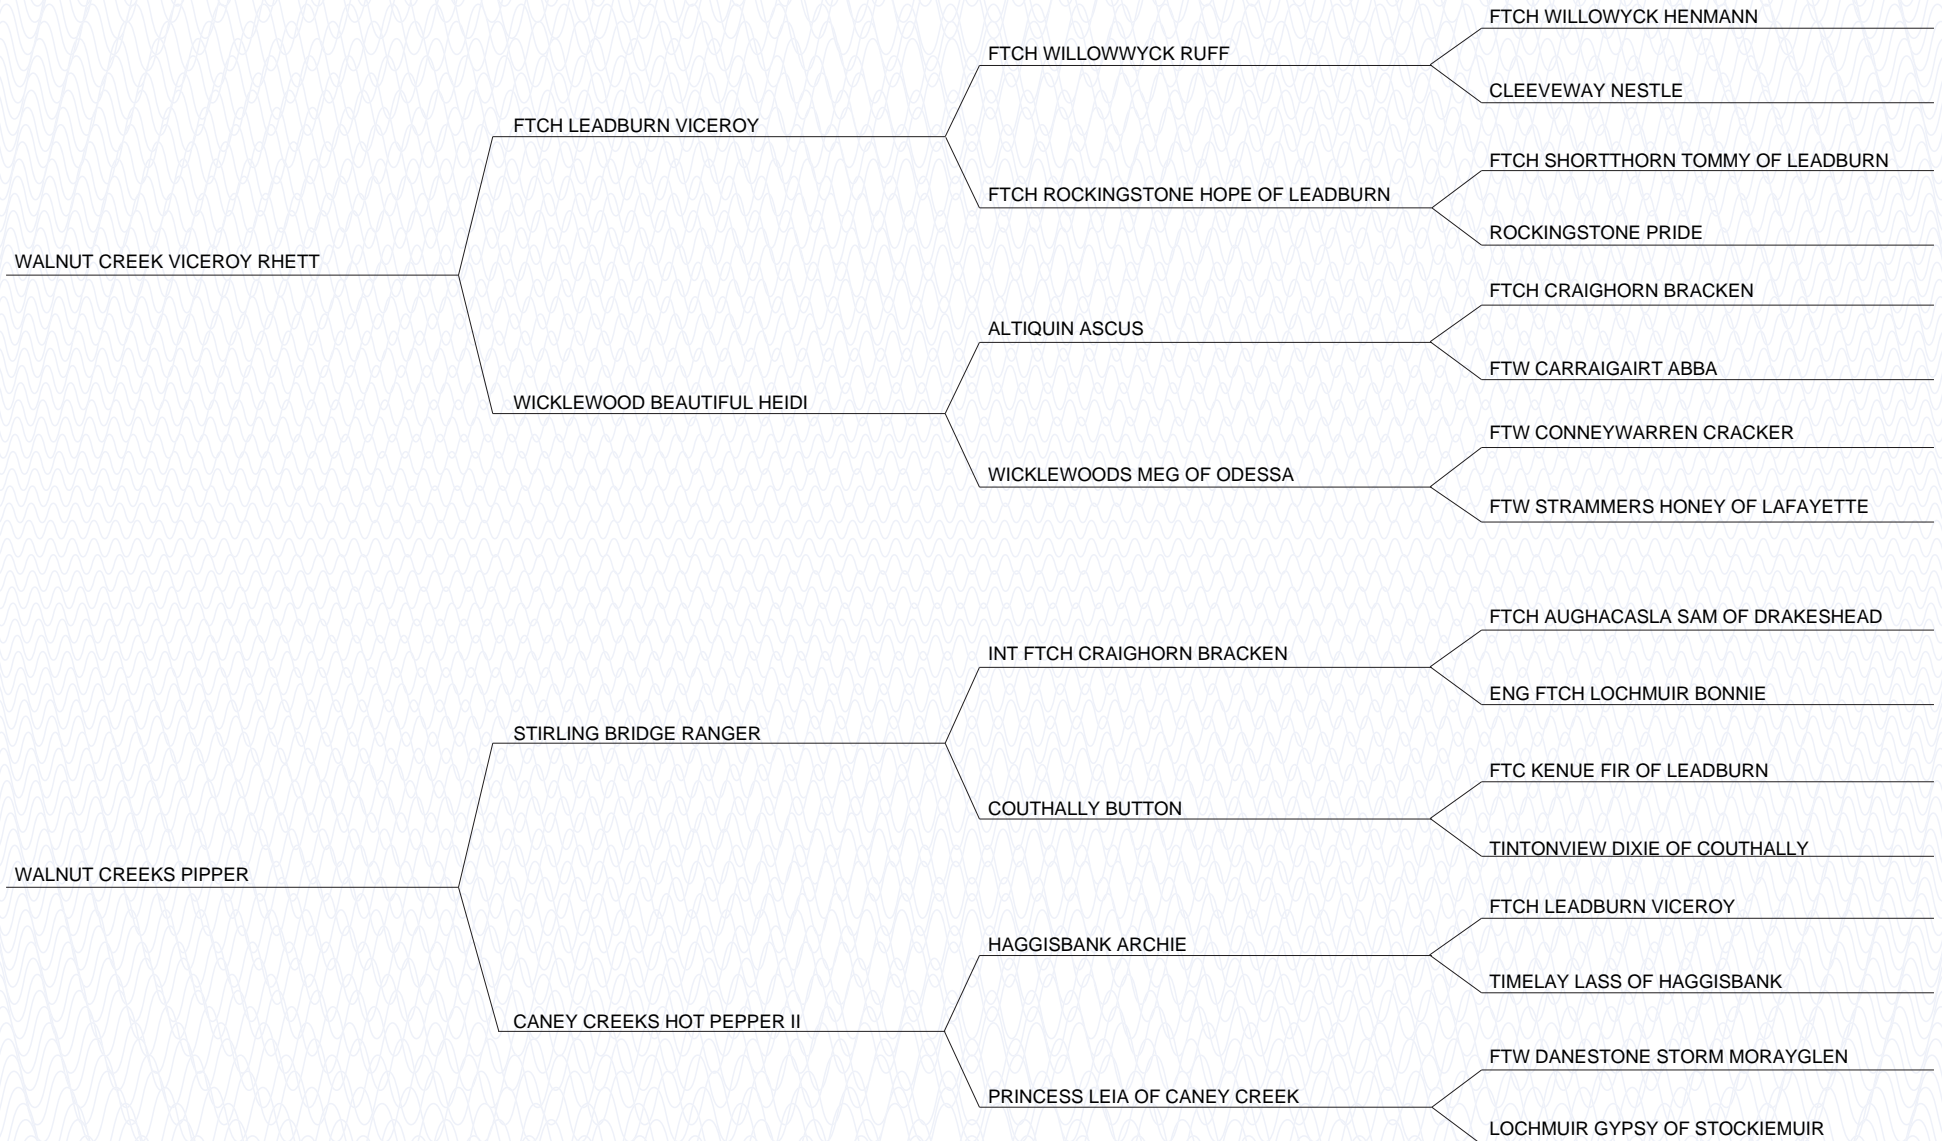 FTCH WILLOWYCK HENMANN
FTCH WILLOWWYCK RUFF
CLEEVEWAY NESTLE
FTCH LEADBURN VICEROY
FTCH SHORTTHORN TOMMY OF LEADBURN
FTCH ROCKINGSTONE HOPE OF LEADBURN
ROCKINGSTONE PRIDE
WALNUT CREEK VICEROY RHETT
FTCH CRAIGHORN BRACKEN
ALTIQUIN ASCUS
FTW CARRAIGAIRT ABBA
WICKLEWOOD BEAUTIFUL HEIDI
FTW CONNEYWARREN CRACKER
WICKLEWOODS MEG OF ODESSA
FTW STRAMMERS HONEY OF LAFAYETTE
FTCH AUGHACASLA SAM OF DRAKESHEAD
INT FTCH CRAIGHORN BRACKEN
ENG FTCH LOCHMUIR BONNIE
STIRLING BRIDGE RANGER
FTC KENUE FIR OF LEADBURN
COUTHALLY BUTTON
TINTONVIEW DIXIE OF COUTHALLY
WALNUT CREEKS PIPPER
FTCH LEADBURN VICEROY
HAGGISBANK ARCHIE
TIMELAY LASS OF HAGGISBANK
CANEY CREEKS HOT PEPPER II
FTW DANESTONE STORM MORAYGLEN
PRINCESS LEIA OF CANEY CREEK
LOCHMUIR GYPSY OF STOCKIEMUIR